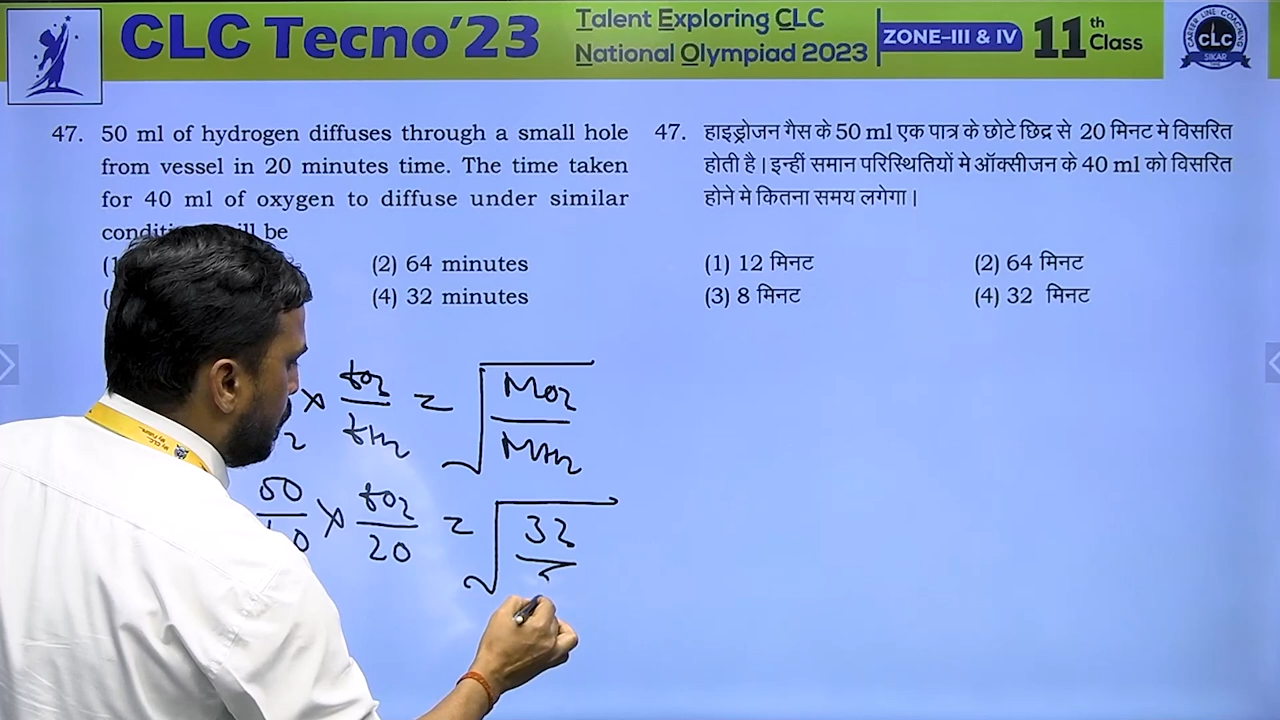 CLC Tecno'23
Talent Exploring CLC
National Olympiad 2023
ZONE–III & IV
11th Class
CAREER LINE COACHING
CLC
SIKAR
47. 50 ml of hydrogen diffuses through a small hole
from vessel in 20 minutes time. The time taken
for 40 ml of oxygen to diffuse under similar
be
(2) 64 minutes
(4) 32 minutes
47. हाइड्रोजन गैस के 50 ml एक पात्र के छोटे छिद्र से 20 मिनट मे विसरित
होती है। इन्हीं समान परिस्थितियों मे ऑक्सीजन के 40 ml को विसरित
होने मे कितना समय लगेगा।
(1) 12 मिनट (2) 64 मिनट
(3) 8 मिनट (4) 32 मिनट
× tO2/tH2 = √MO2/MH2
50 × tO2/20 = √32